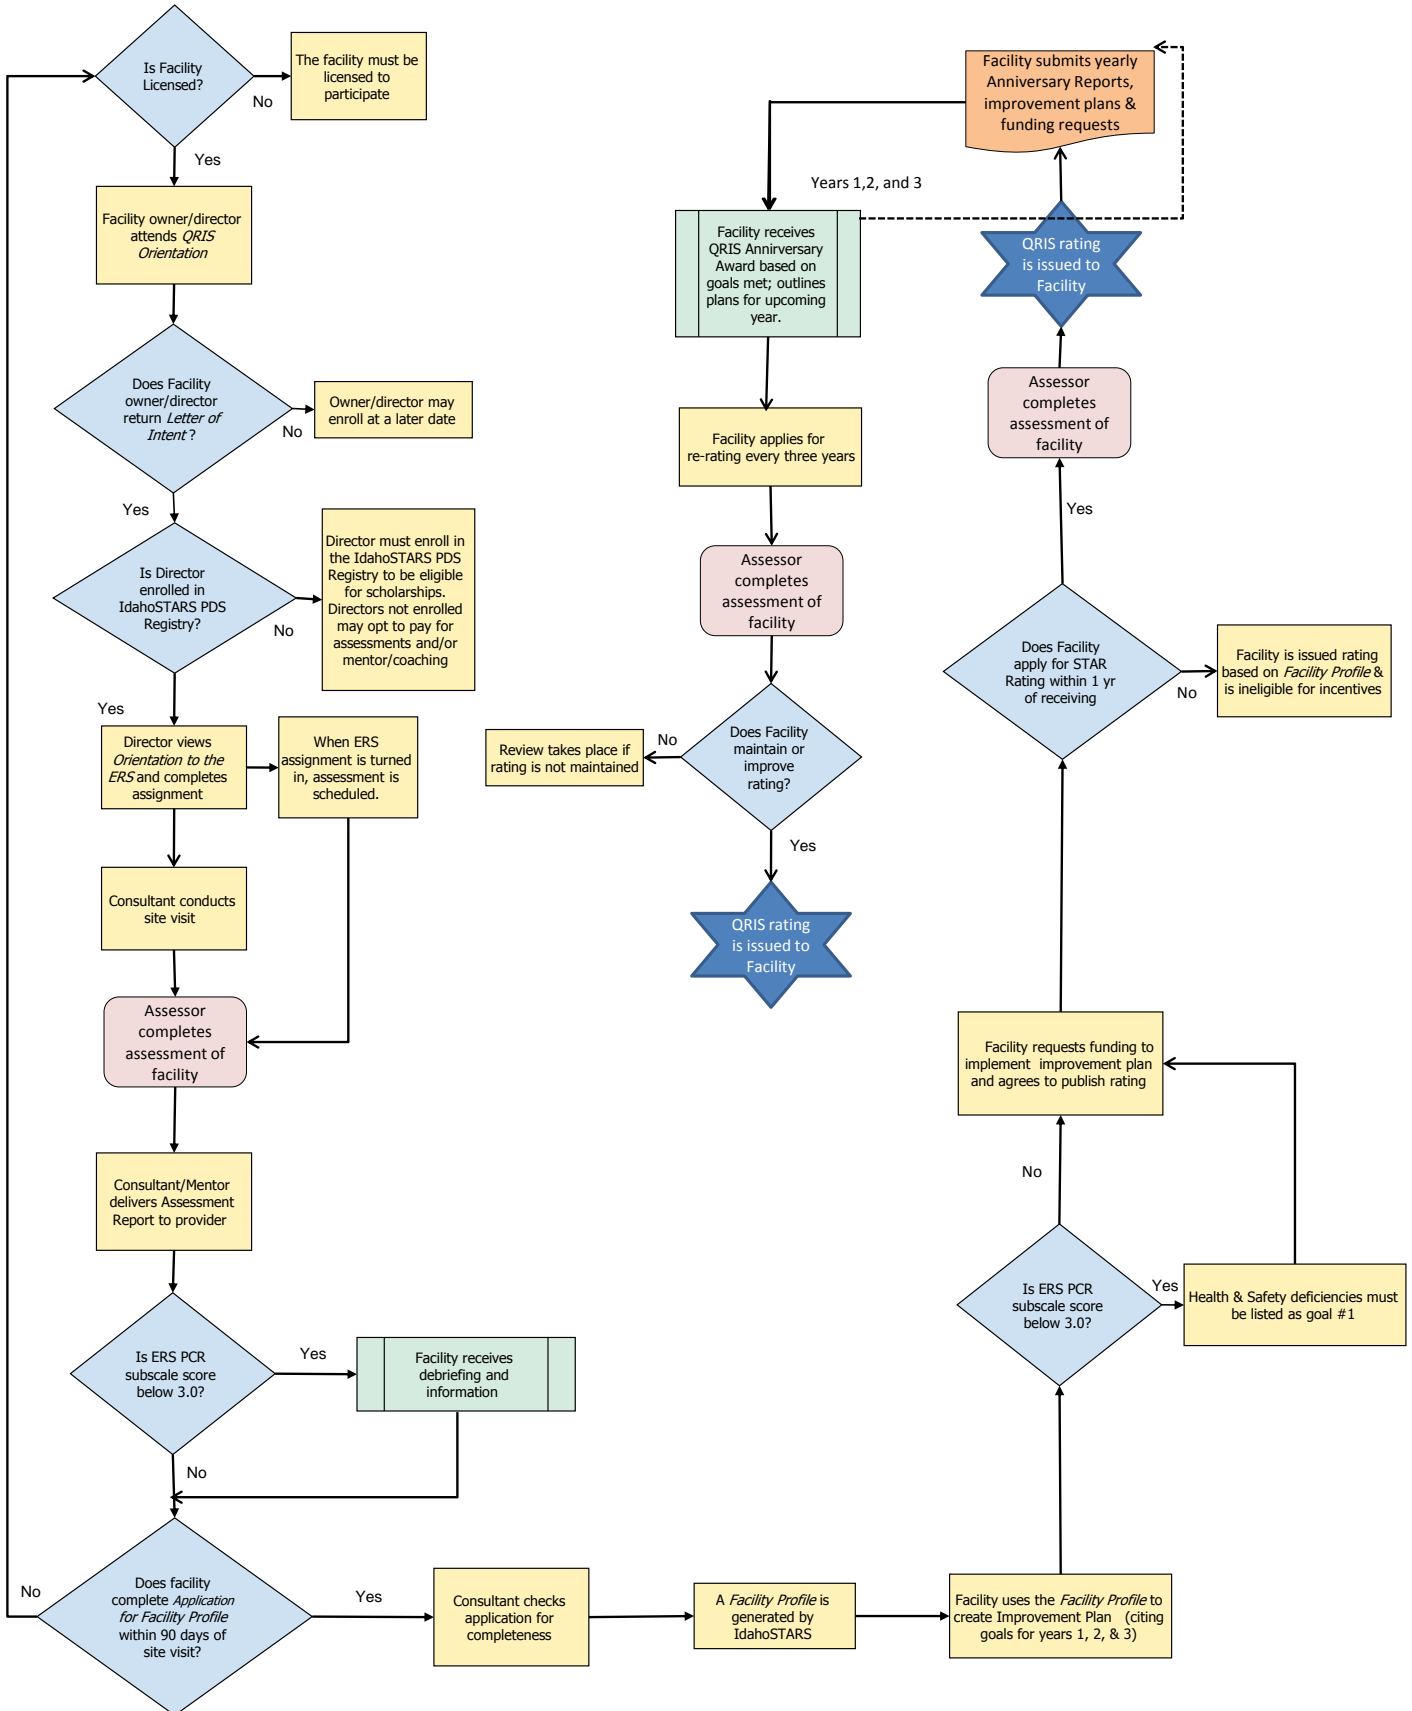 Is Facility
Licensed?
No
The facility must be
licensed to
participate
Yes
Facility owner/director
attends QRIS
Orientation
Does Facility
owner/director
return Letter of
Intent ?
No
Owner/director may
enroll at a later date
Yes
Is Director
enrolled in
IdahoSTARS PDS
Registry?
No
Director must enroll in
the IdahoSTARS PDS
Registry to be eligible
for scholarships.
Directors not enrolled
may opt to pay for
assessments and/or
mentor/coaching
Yes
Director views
Orientation to the
ERS and completes
assignment
When ERS
assignment is turned
in, assessment is
scheduled.
Consultant conducts
site visit
Assessor
completes
assessment of
facility
Consultant/Mentor
delivers Assessment
Report to provider
Is ERS PCR
subscale score
below 3.0?
Yes
Facility receives
debriefing and
information
No
Does facility
complete Application
for Facility Profile
within 90 days of
site visit?
No
Yes
Consultant checks
application for
completeness
A Facility Profile is
generated by
IdahoSTARS
Facility uses the Facility Profile to
create Improvement Plan (citing
goals for years 1, 2, & 3)
Is ERS PCR
subscale score
below 3.0?
Yes
Health & Safety deficiencies must
be listed as goal #1
No
Facility requests funding to
implement improvement plan
and agrees to publish rating
Does Facility
apply for STAR
Rating within 1 yr
of receiving
No
Facility is issued rating
based on Facility Profile &
is ineligible for incentives
Yes
Assessor
completes
assessment of
facility
QRIS rating
is issued to
Facility
Facility submits yearly
Anniversary Reports,
improvement plans &
funding requests
Years 1,2, and 3
Facility receives
QRIS Annirversary
Award based on
goals met; outlines
plans for upcoming
year.
Facility applies for
re-rating every three years
Assessor
completes
assessment of
facility
Does Facility
maintain or
improve
rating?
No
Review takes place if
rating is not maintained
Yes
QRIS rating
is issued to
Facility